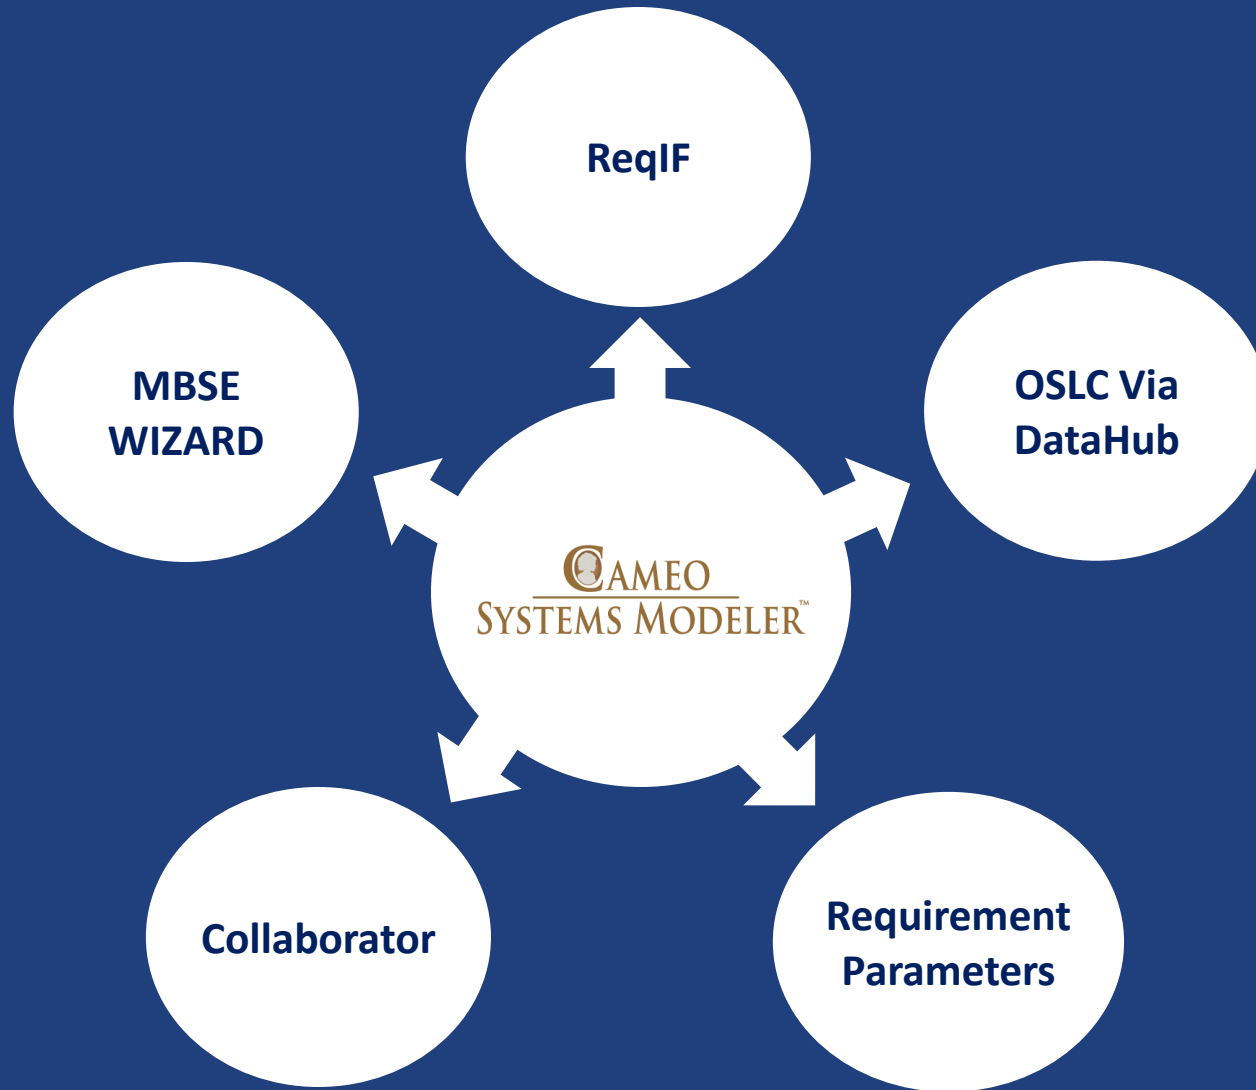 ReqIF
MBSE
WIZARD
OSLC Via
DataHub
CAMEO
SYSTEMS MODELER™
Collaborator
Requirement
Parameters